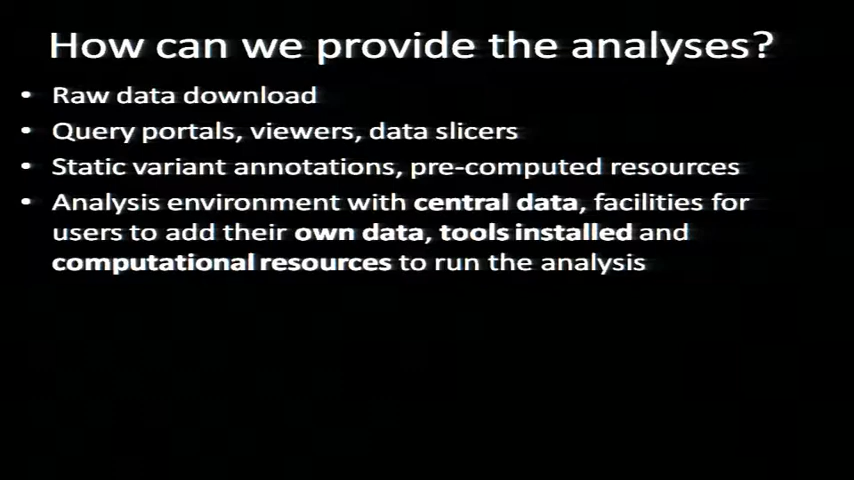 How can we provide the analyses?
• Raw data download
• Query portals, viewers, data slicers
• Static variant annotations, pre-computed resources
• Analysis environment with central data, facilities for
users to add their own data, tools installed and
computational resources to run the analysis